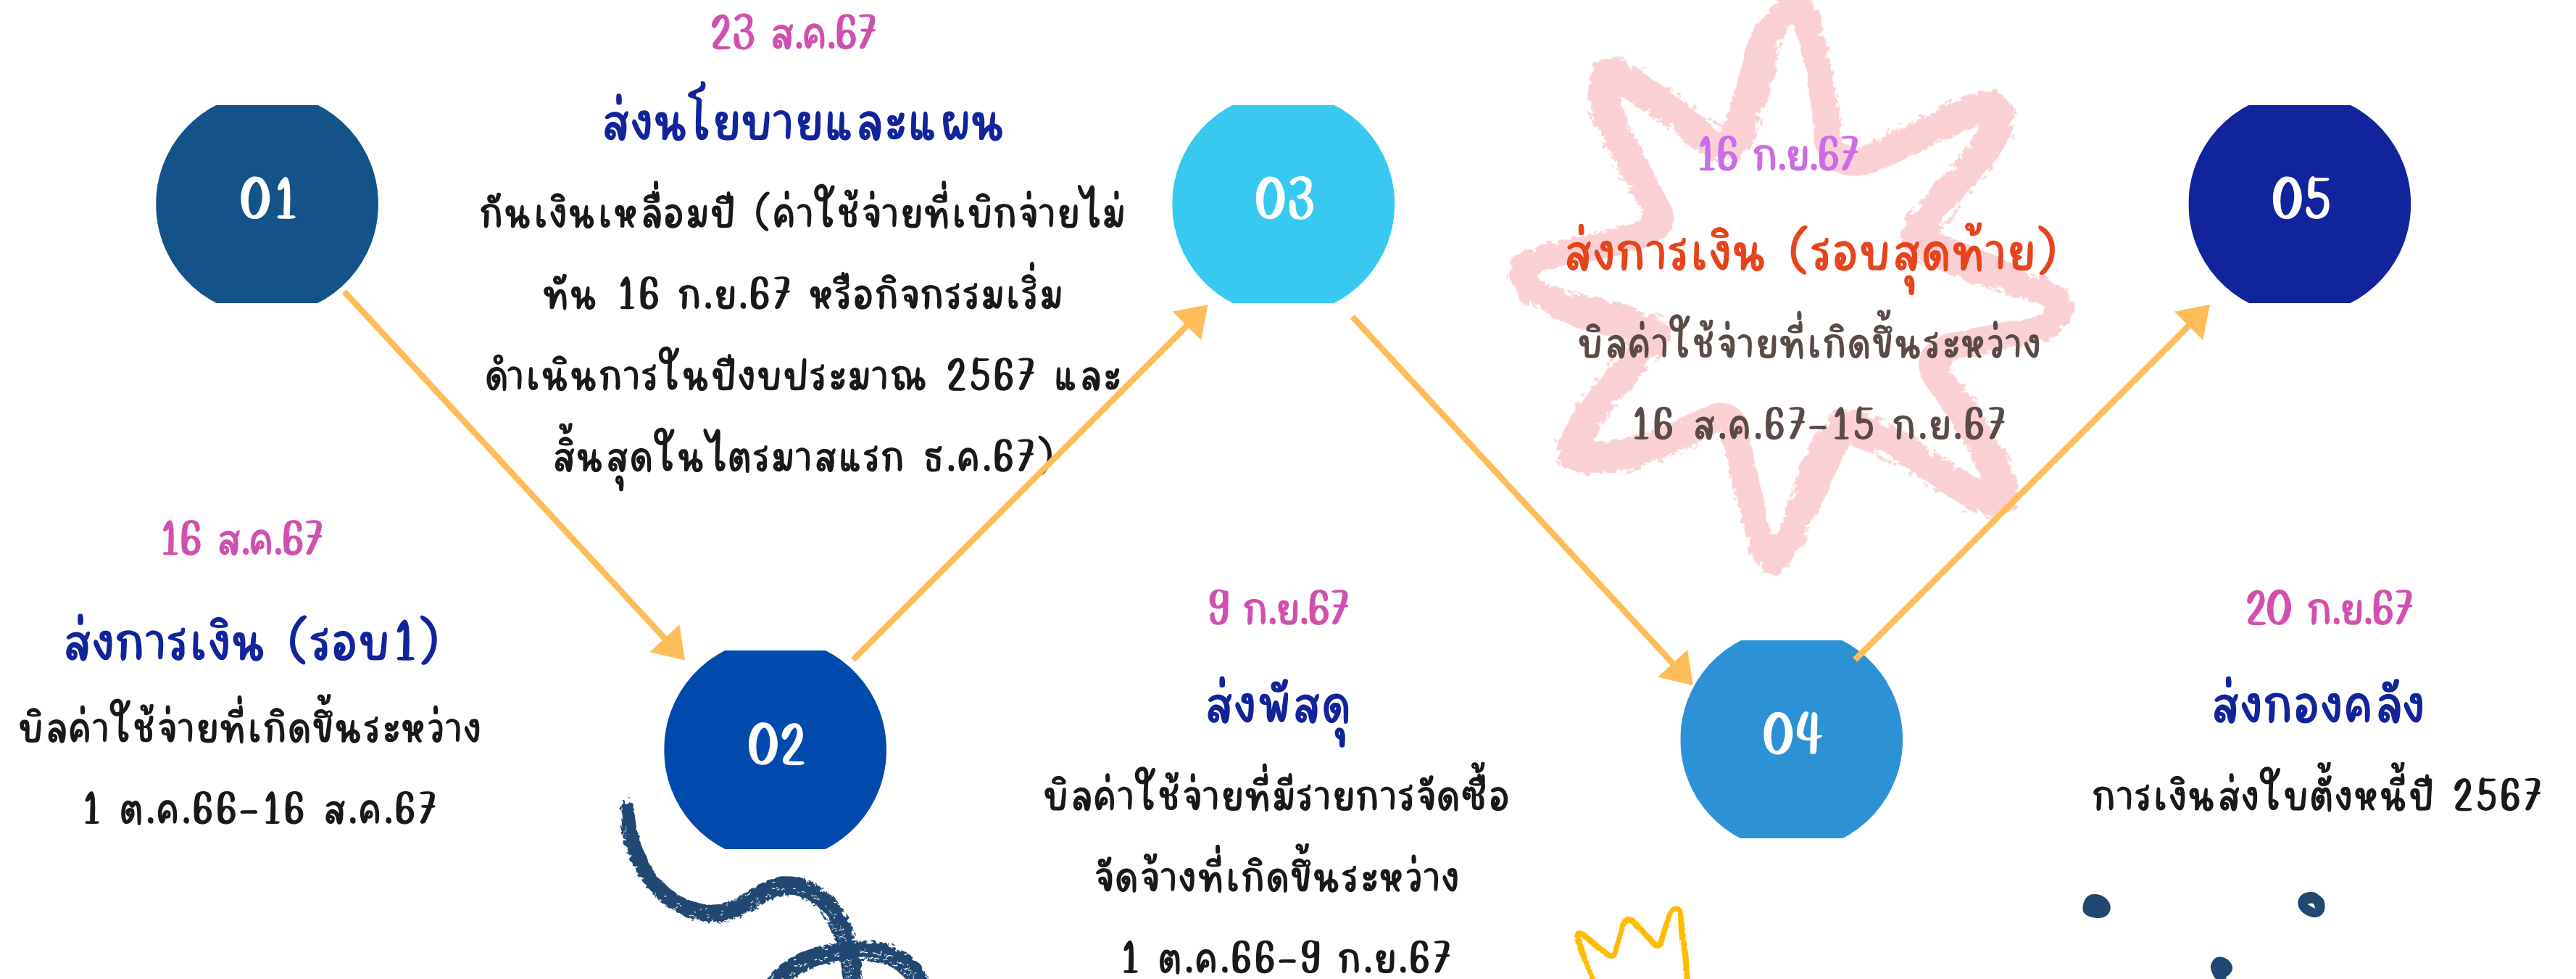 01
16 ส.ค.67
ส่งการเงิน (รอบ1)
บิลค่าใช้จ่ายที่เกิดขึ้นระหว่าง
1 ต.ค.66-16 ส.ค.67
23 ส.ค.67
ส่งนโยบายและแผน
กันเงินเหลื่อมปี (ค่าใช้จ่ายที่เบิกจ่ายไม่
ทัน 16 ก.ย.67 หรือกิจกรรมเริ่ม
ดำเนินการในปีงบประมาณ 2567 และ
สิ้นสุดในไตรมาสแรก ธ.ค.67)
02
03
9 ก.ย.67
ส่งพัสดุ
บิลค่าใช้จ่ายที่มีรายการจัดซื้อ
จัดจ้างที่เกิดขึ้นระหว่าง
1 ต.ค.66-9 ก.ย.67
16 ก.ย.67
ส่งการเงิน (รอบสุดท้าย)
บิลค่าใช้จ่ายที่เกิดขึ้นระหว่าง
16 ส.ค.67-15 ก.ย.67
04
05
20 ก.ย.67
ส่งกองคลัง
การเงินส่งใบตั้งหนี้ปี 2567